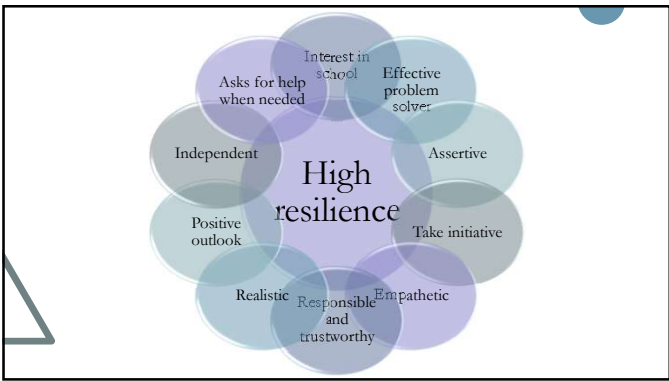 Interest in
school
Effective
problem
solver
Assertive
Take initiative
Empathetic
Responsible
and
trustworthy
Realistic
Positive
outlook
Independent
Asks for help
when needed
High
resilience